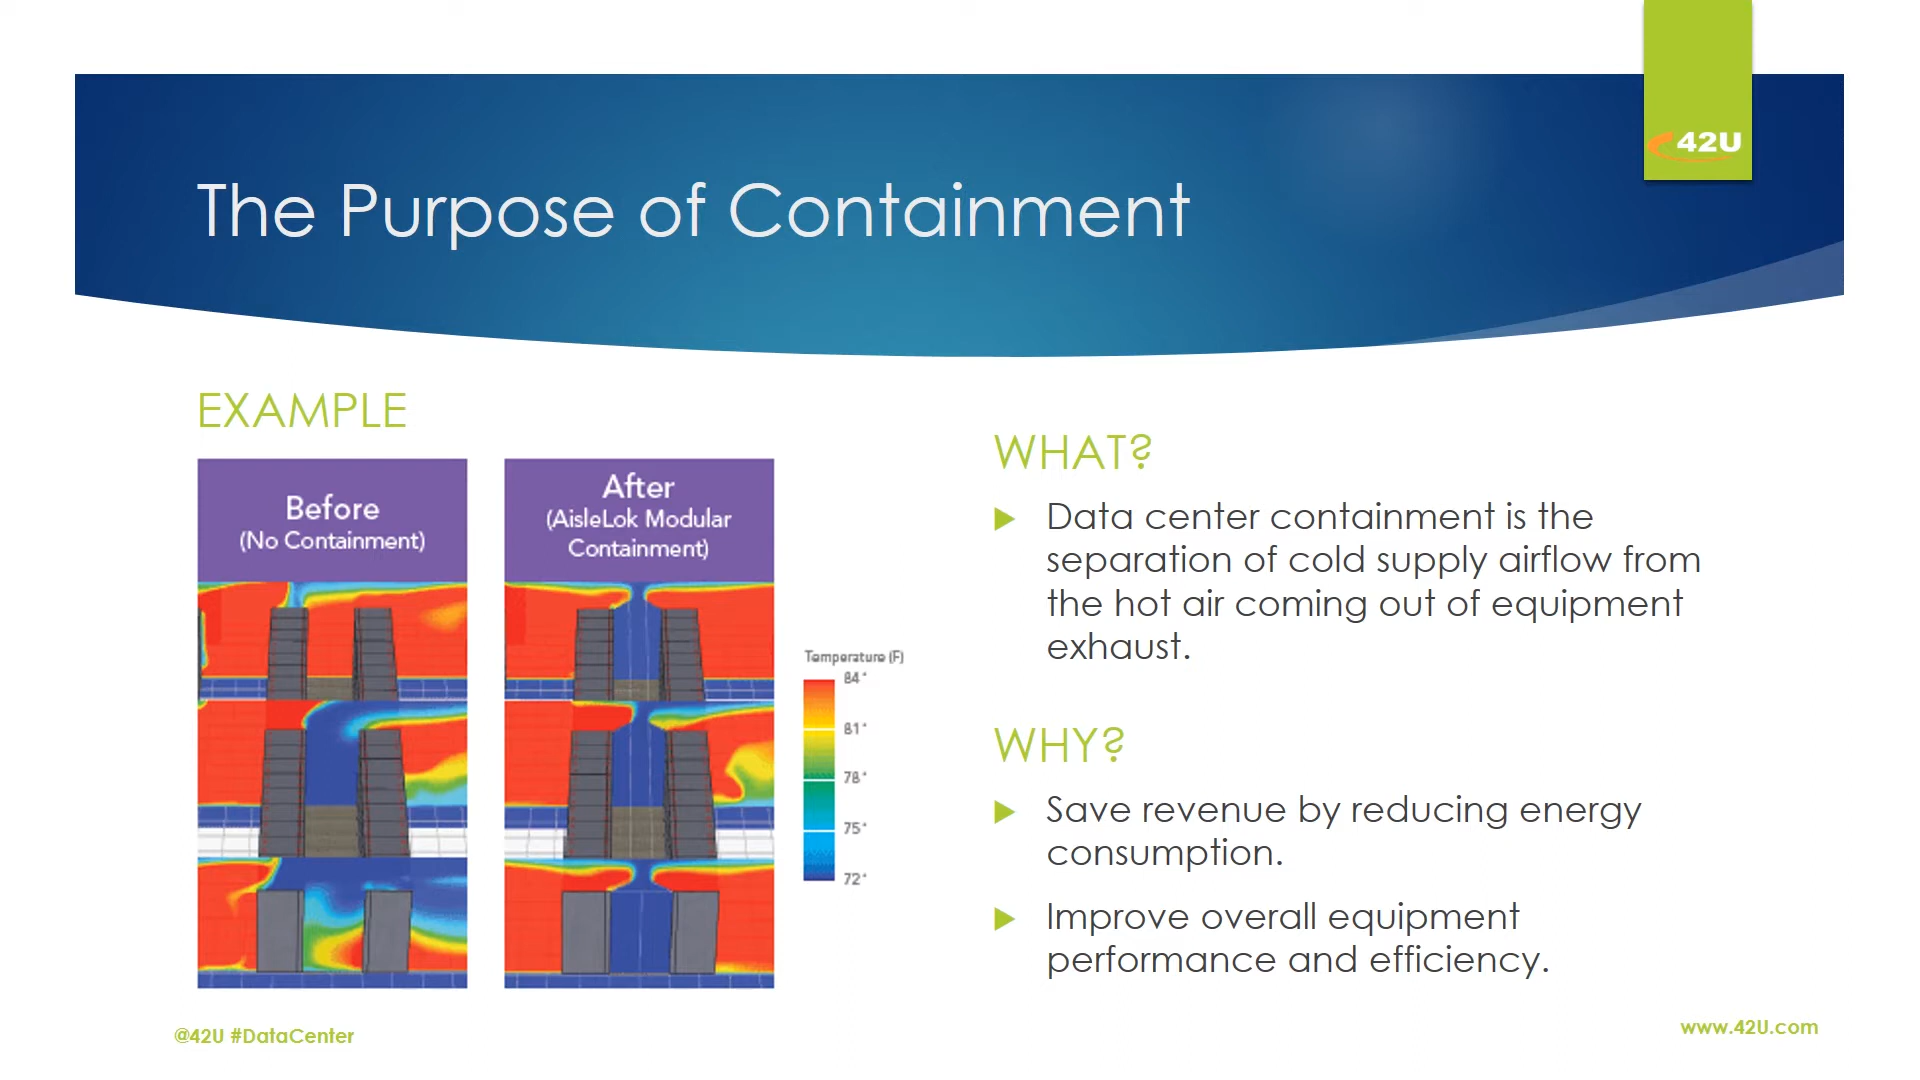 42U
The Purpose of Containment
EXAMPLE
Before
(No Containment)
After
(AisleLok Modular
Containment)
Temperature (F)
84°
81°
78°
75°
72°
WHAT?
Data center containment is the
separation of cold supply airflow from
the hot air coming out of equipment
exhaust.
WHY?
Save revenue by reducing energy
consumption.
Improve overall equipment
performance and efficiency.
@42U #DataCenter
www.42U.com